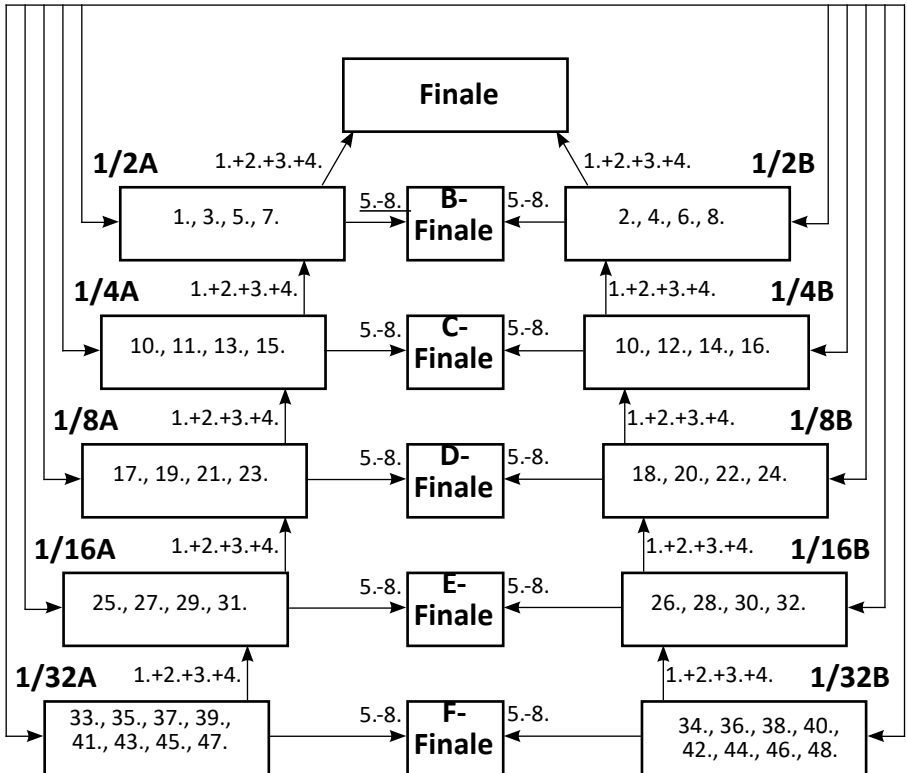 Finale
1/2A
1.+2.+3.+4.
1.+2.+3.+4.
1/2B
1., 3., 5., 7.
5.-8.
B-
Finale
5.-8.
2., 4., 6., 8.
1/4A
1.+2.+3.+4.
1.+2.+3.+4.
1/4B
10., 11., 13., 15.
5.-8.
C-
Finale
5.-8.
10., 12., 14., 16.
1/8A
1.+2.+3.+4.
1.+2.+3.+4.
1/8B
17., 19., 21., 23.
5.-8.
D-
Finale
5.-8.
18., 20., 22., 24.
1/16A
1.+2.+3.+4.
1.+2.+3.+4.
1/16B
25., 27., 29., 31.
5.-8.
E-
Finale
5.-8.
26., 28., 30., 32.
1/32A
1.+2.+3.+4.
1.+2.+3.+4.
1/32B
33., 35., 37., 39.,
41., 43., 45., 47.
5.-8.
F-
Finale
5.-8.
34., 36., 38., 40.,
42., 44., 46., 48.